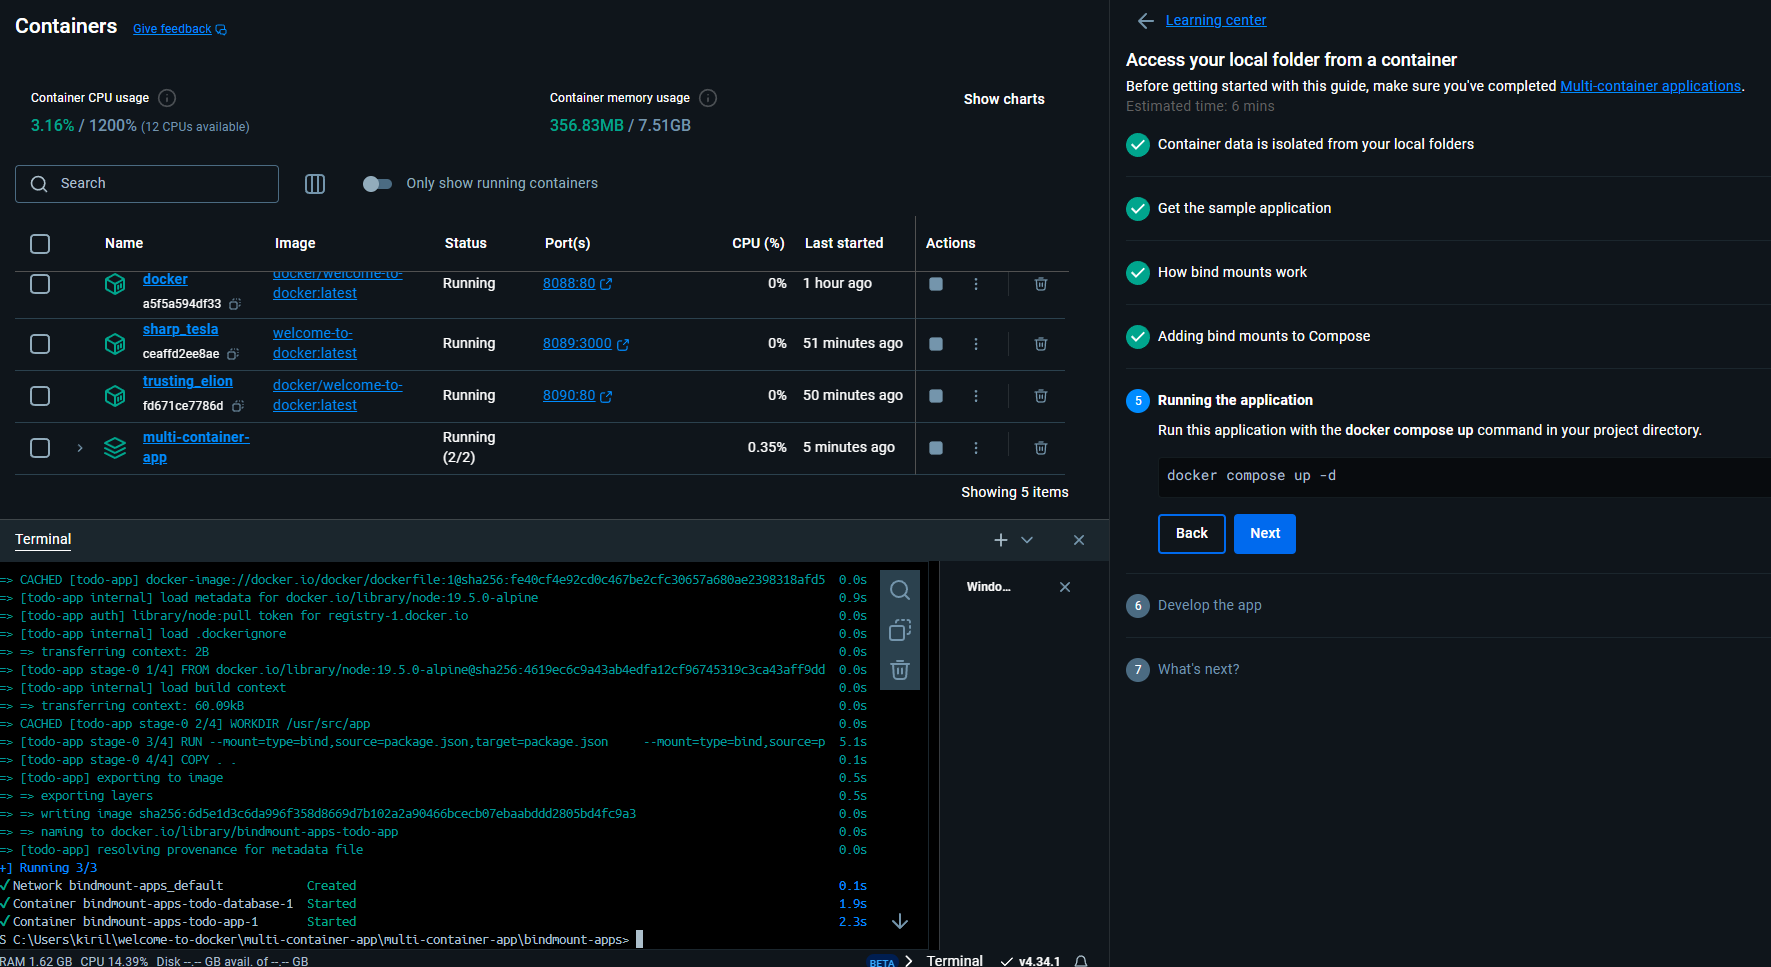 Containers Give feedback
Container CPU usage
3.16% / 1200% (12 CPUs available)
Container memory usage
356.83MB / 7.51GB
Show charts
Search
Only show running containers
Name Image Status Port(s) CPU (%) Last started Actions
docker
a5f5a594df33
docker/welcome-to-
docker:latest
Running 8088:80 0% 1 hour ago
sharp_tesla
ceaffd2ee8ae
welcome-to-
docker:latest
Running 8089:3000 0% 51 minutes ago
trusting_elion
fd671ce7786d
docker/welcome-to-
docker:latest
Running 8090:80 0% 50 minutes ago
multi-container-
app
Running
(2/2)
0.35% 5 minutes ago
Showing 5 items
Terminal
=> CACHED [todo-app] docker-image://docker.io/docker/dockerfile:1@sha256:fe40cf4e92cd0c467be2cfc30657a680ae2398318afd5 0.0s
=> [todo-app internal] load metadata for docker.io/library/node:19.5.0-alpine 0.9s
=> [todo-app auth] library/node:pull token for registry-1.docker.io 0.0s
=> [todo-app internal] load .dockerignore 0.0s
=> => transferring context: 2B 0.0s
=> [todo-app stage-0 1/4] FROM docker.io/library/node:19.5.0-alpine@sha256:4619ec6c9a43ab4edfa12cf96745319c3ca43aff9dd 0.0s
=> [todo-app internal] load build context 0.0s
=> => transferring context: 60.09kB 0.0s
=> CACHED [todo-app stage-0 2/4] WORKDIR /usr/src/app 0.0s
=> [todo-app stage-0 3/4] RUN --mount=type=bind,source=package.json,target=package.json     --mount=type=bind,source=p 5.1s
=> [todo-app stage-0 4/4] COPY . . 0.1s
=> [todo-app] exporting to image 0.5s
=> => exporting layers 0.5s
=> => writing image sha256:6d5e1d3c6da996f358d8669d7b102a2a90466bcecb07ebaabddd2805bd4fc9a3 0.0s
=> => naming to docker.io/library/bindmount-apps-todo-app 0.0s
=> [todo-app] resolving provenance for metadata file 0.0s
+] Running 3/3
✓Network bindmount-apps_default Created 0.1s
✓Container bindmount-apps-todo-database-1 Started 1.9s
✓Container bindmount-apps-todo-app-1 Started 2.3s
S C:\Users\kiril\welcome-to-docker\multi-container-app\multi-container-app\bindmount-apps>
Windo...
RAM 1.62 GB CPU 14.39% Disk --.-- GB avail. of --.-- GB
BETA > Terminal ✓ v4.34.1
Learning center
Access your local folder from a container
Before getting started with this guide, make sure you've completed Multi-container applications.
Estimated time: 6 mins
Container data is isolated from your local folders
Get the sample application
How bind mounts work
Adding bind mounts to Compose
5 Running the application
Run this application with the docker compose up command in your project directory.
docker compose up -d
Back Next
6 Develop the app
7 What's next?